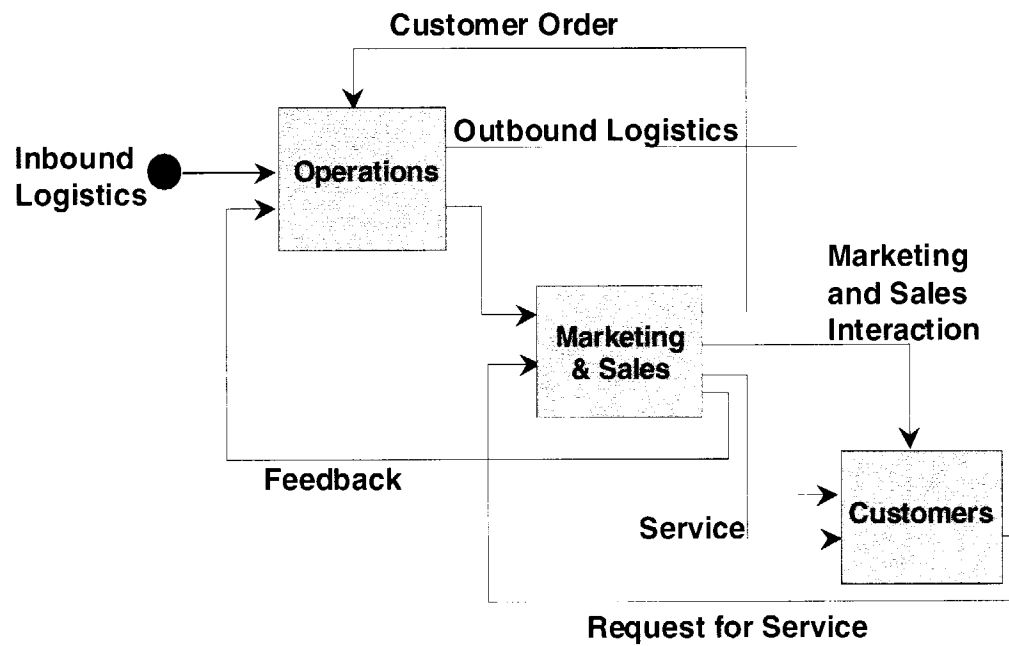 Customer Order
Outbound Logistics
Inbound
Logistics
Operations
Marketing
and Sales
Interaction
Marketing
& Sales
Feedback
Service
Customers
Request for Service